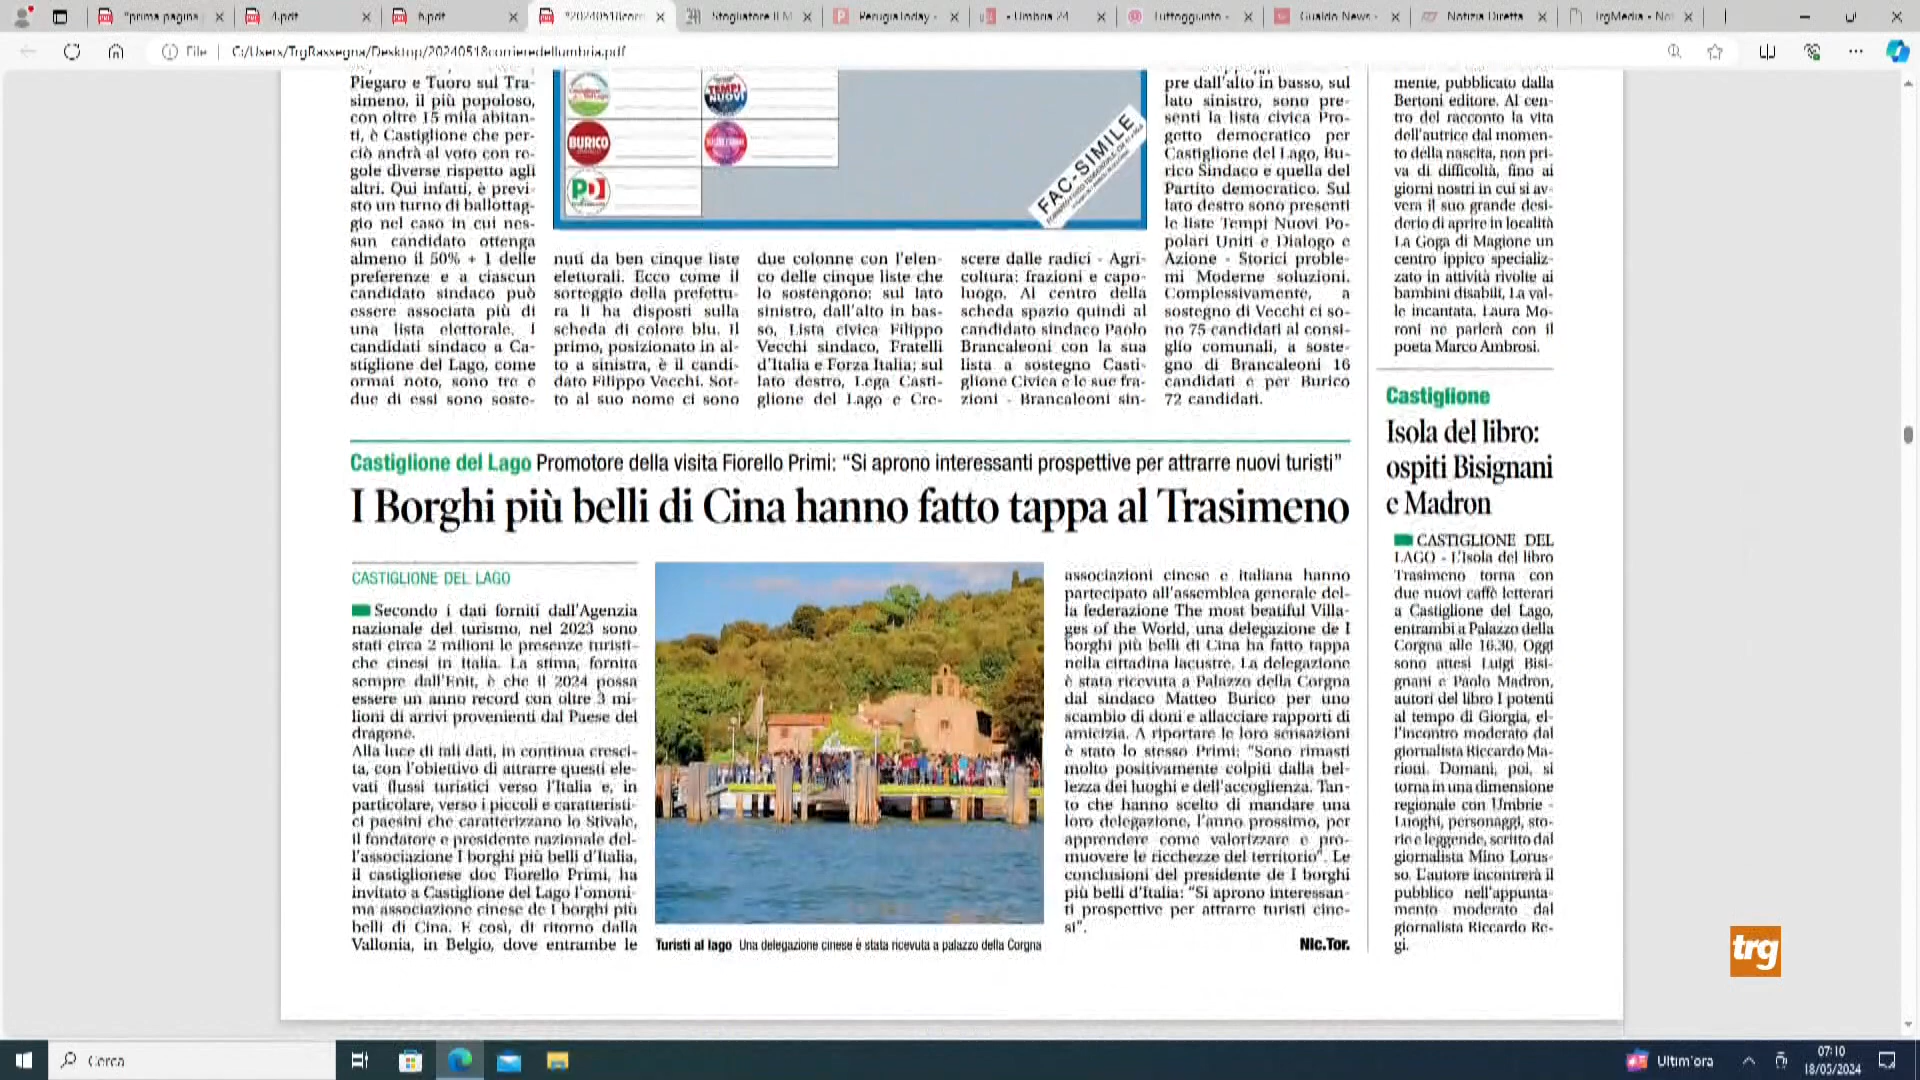 "prima pagina
4.pdf
6.pdf
Perugia Today -
- Umbria 24
Tuttoggi.info -
Gualdo News -
Notizia Diretta
TrgMedia -
File
C:/Users/TrgRassegna/Desktop/20240518corrieredellumbria.pdf
Piegaro e Tuoro sul Tra-
simeno, il più popoloso,
con oltre 15 mila abitan-
ti, è Castiglione che per-
ciò andrà al voto con re-
gole diverse rispetto agli
altri. Qui infatti, è previ-
sto un turno di ballottag-
gio nel caso in cui nes-
sun candidato ottenga
almeno il 50% + 1 delle
preferenze e a ciascun
candidato sindaco può
essere associata più di
una lista elettorale. I
candidati sindaco a Ca-
stiglione del Lago, come
ormai noto, sono tre e
due di essi sono soste-
TEMPI
NUOVI
BURICO
PD
FAC-SIMILE
nuti da ben cinque liste
elettorali. Ecco come il
sorteggio della prefettu-
ra li ha disposti sulla
scheda di colore blu. Il
primo, posizionato in al-
to a sinistra, è il candi-
dato Filippo Vecchi. Sot-
to al suo nome ci sono
due colonne con l'elen-
co delle cinque liste che
lo sostengono: sul lato
sinistro, dall'alto in bas-
so, Lista civica Filippo
Vecchi sindaco, Fratelli
d'Italia e Forza Italia; sul
lato destro, Lega Casti-
glione del Lago e Cre-
scere dalle radici - Agri-
coltura: frazioni e capo-
luogo. Al centro della
scheda spazio quindi al
candidato sindaco Paolo
Brancaleoni con la sua
lista a sostegno Casti-
glione Civica e le sue fra-
zioni - Brancaleoni sin-
pre dall'alto in basso, sul
lato sinistro, sono pre-
senti la lista civica Pro-
getto democratico per
Castiglione del Lago, Bu-
rico Sindaco e quella del
Partito democratico. Sul
lato destro sono presenti
le liste Tempi Nuovi Po-
polari Uniti e Dialogo e
Azione - Storici proble-
mi Moderne soluzioni.
Complessivamente, a
sostegno di Vecchi ci so-
no 75 candidati al consi-
glio comunali, a soste-
gno di Brancaleoni 16
candidati e per Burico
72 candidati.
mente, pubblicato dalla
Bertoni editore. Al cen-
tro del racconto la vita
dell'autrice dal momen-
to della nascita, non pri-
va di difficoltà, fino ai
giorni nostri in cui si av-
vera il suo grande desi-
derio di aprire in località
La Goga di Magione un
centro ippico specializ-
zato in attività rivolte ai
bambini disabili, La val-
le incantata. Laura Mo-
roni ne parlerà con il
poeta Marco Ambrosi.
Castiglione del Lago Promotore della visita Fiorello Primi: “Si aprono interessanti prospettive per attrarre nuovi turisti”
I Borghi più belli di Cina hanno fatto tappa al Trasimeno
CASTIGLIONE DEL LAGO
Secondo i dati forniti dall'Agenzia
nazionale del turismo, nel 2023 sono
stati circa 2 milioni le presenze turisti-
che cinesi in Italia. La stima, fornita
sempre dall'Enit, è che il 2024 possa
essere un anno record con oltre 3 mi-
lioni di arrivi provenienti dal Paese del
dragone.
Alla luce di tali dati, in continua cresci-
ta, con l'obiettivo di attrarre questi ele-
vati flussi turistici verso l'Italia e, in
particolare, verso i piccoli e caratteristi-
ci paesini che caratterizzano lo Stivale,
il fondatore e presidente nazionale del-
l'associazione I borghi più belli d'Italia,
il castiglionese doc Fiorello Primi, ha
invitato a Castiglione del Lago l'omoni-
ma associazione cinese de I borghi più
belli di Cina. E così, di ritorno dalla
Vallonia, in Belgio, dove entrambe le
Turisti al lago Una delegazione cinese è stata ricevuta a palazzo della Corgna
associazioni cinese e italiana hanno
partecipato all'assemblea generale del-
la federazione The most beatiful Villa-
ges of the World, una delegazione de I
borghi più belli di Cina ha fatto tappa
nella cittadina lacustre. La delegazione
è stata ricevuta a Palazzo della Corgna
dal sindaco Matteo Burico per uno
scambio di doni e allacciare rapporti di
amicizia. A riportare le loro sensazioni
è stato lo stesso Primi: “Sono rimasti
molto positivamente colpiti dalla bel-
lezza dei luoghi e dell'accoglienza. Tan-
to che hanno scelto di mandare una
loro delegazione, l'anno prossimo, per
apprendere come valorizzare e pro-
muovere le ricchezze del territorio”. Le
conclusioni del presidente de I borghi
più belli d'Italia: “Si aprono interessan-
ti prospettive per attrarre turisti cine-
si”.
Nic.Tor.
Castiglione
Isola del libro:
ospiti Bisignani
e Madron
CASTIGLIONE DEL
LAGO - L'Isola del libro
Trasimeno torna con
due nuovi caffè letterari
a Castiglione del Lago,
entrambi a Palazzo della
Corgna alle 16.30. Oggi
sono attesi Luigi Bisi-
gnani e Paolo Madron,
autori del libro I potenti
al tempo di Giorgia, el-
l'incontro moderato dal
giornalista Riccardo Ma-
rioni. Domani, poi, si
torna in una dimensione
regionale con Umbrie -
Luoghi, personaggi, sto-
rie e leggende, scritto dal
giornalista Mino Lorus-
so. L'autore incontrerà il
pubblico nell'appunta-
mento moderato dal
giornalista Riccardo Re-
gi.
trg
Cerca
Ultim'ora
07:10
18/05/2024